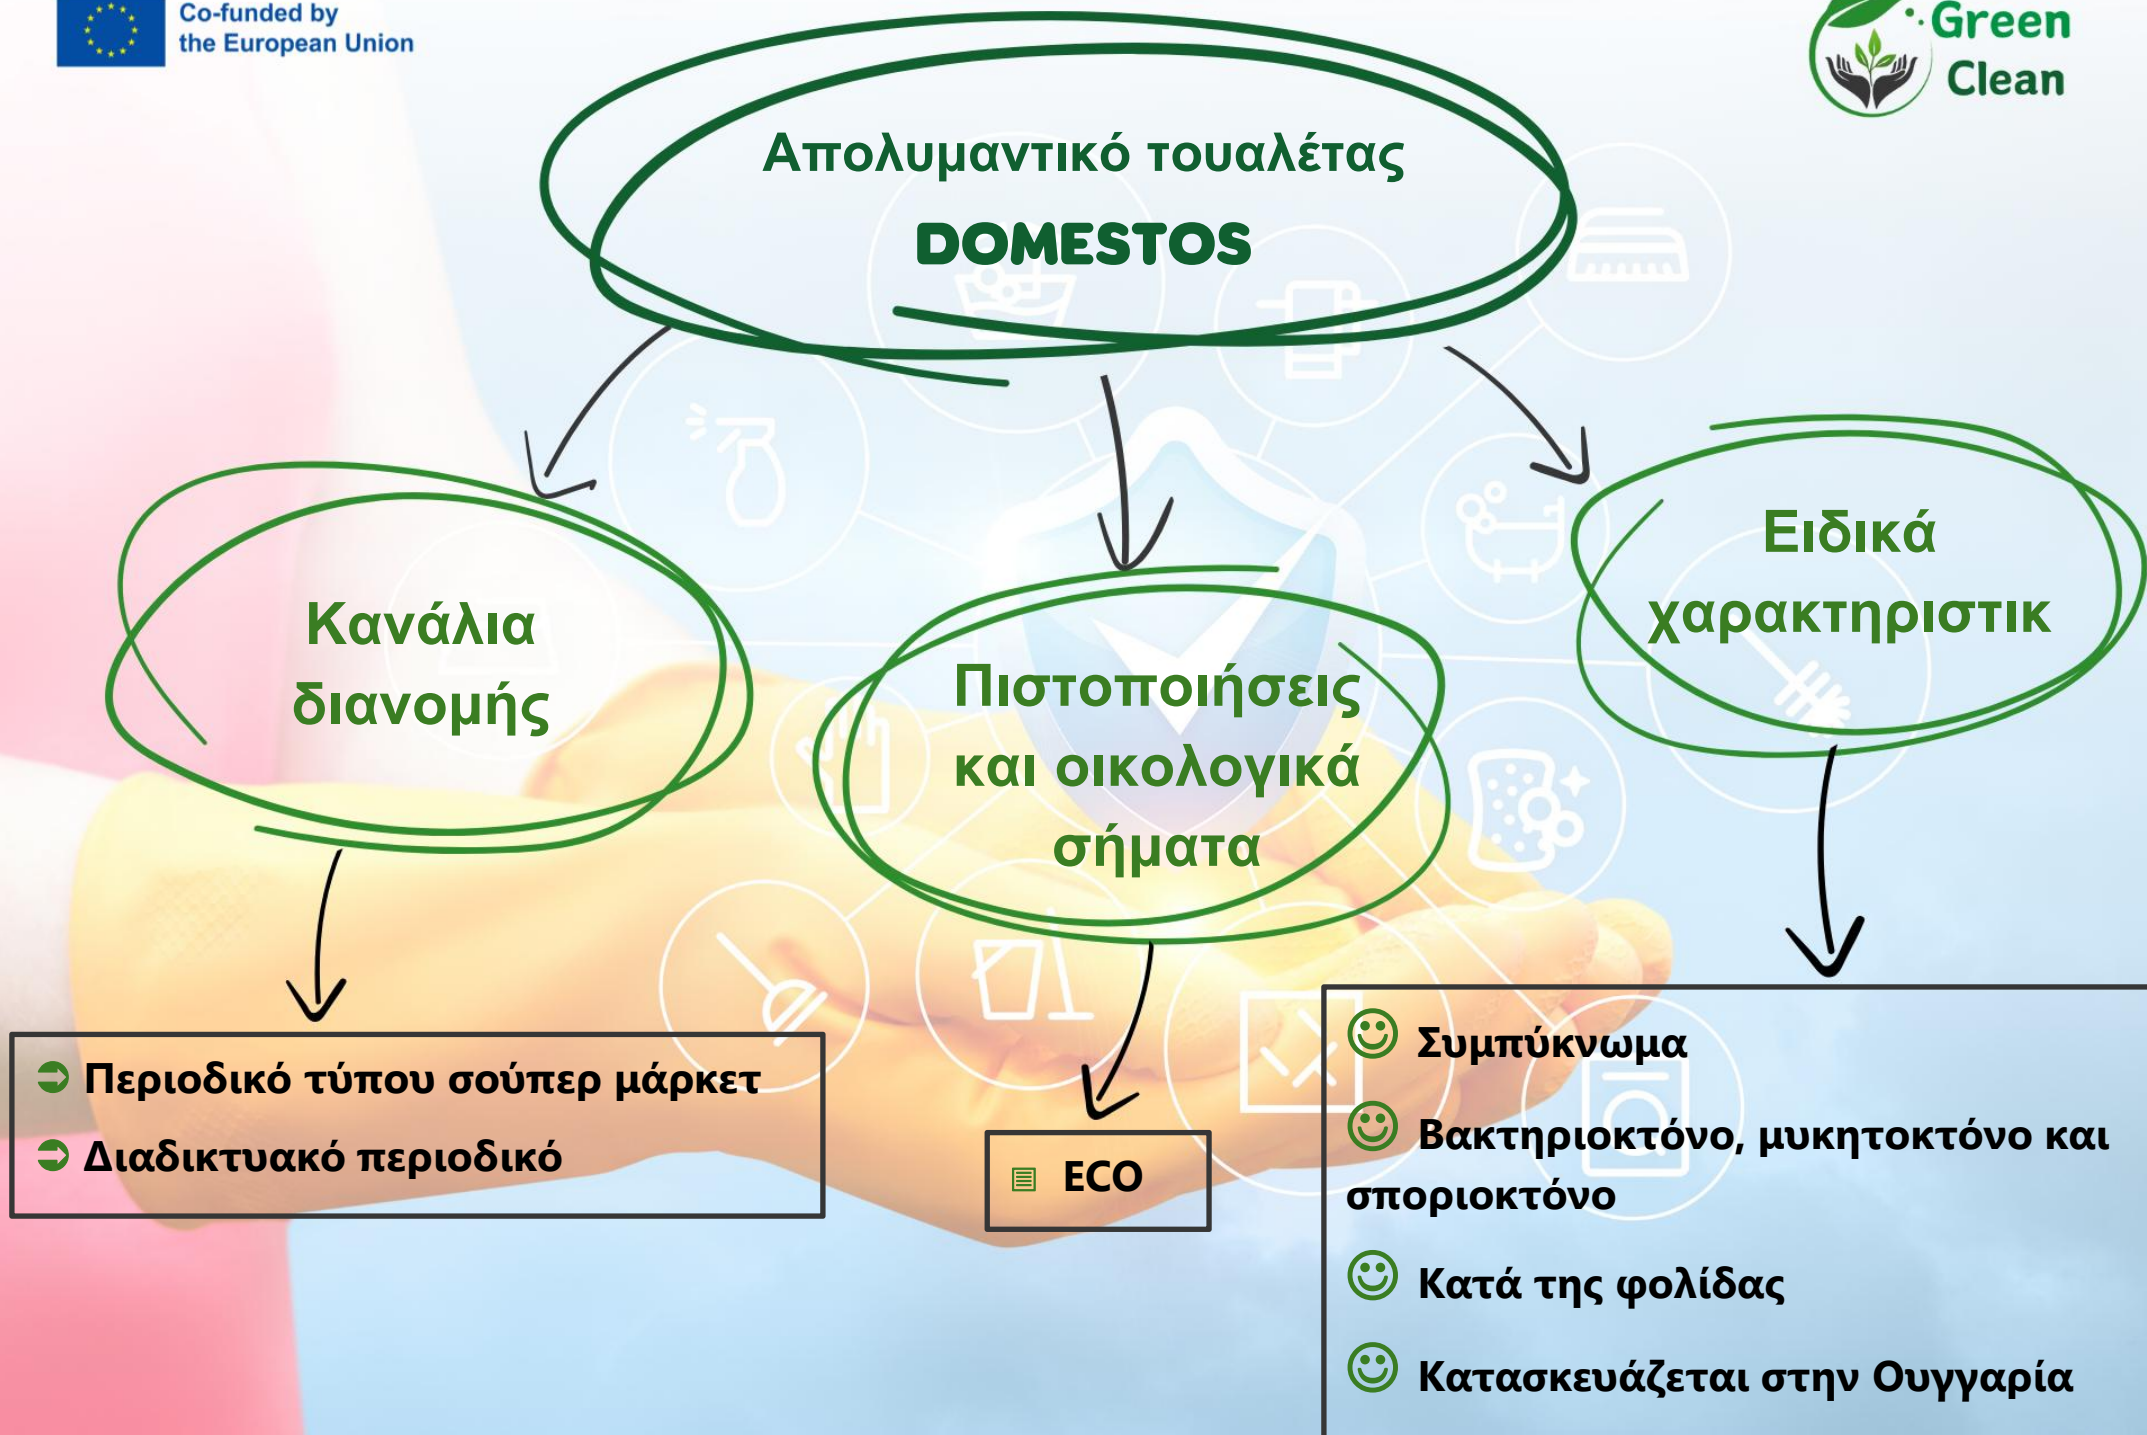 Co-funded by
the European Union
Green
Clean
Απολυμαντικό τουαλέτας
DOMESTOS
Κανάλια
διανομής
Πιστοποιήσεις
και οικολογικά
σήματα
Ειδικά
χαρακτηριστικ
Περιοδικό τύπου σούπερ μάρκετ
Διαδικτυακό περιοδικό
ECO
Συμπύκνωμα
Βακτηριοκτόνο, μυκητοκτόνο και
σποριοκτόνο
Κατά της φολίδας
Κατασκευάζεται στην Ουγγαρία